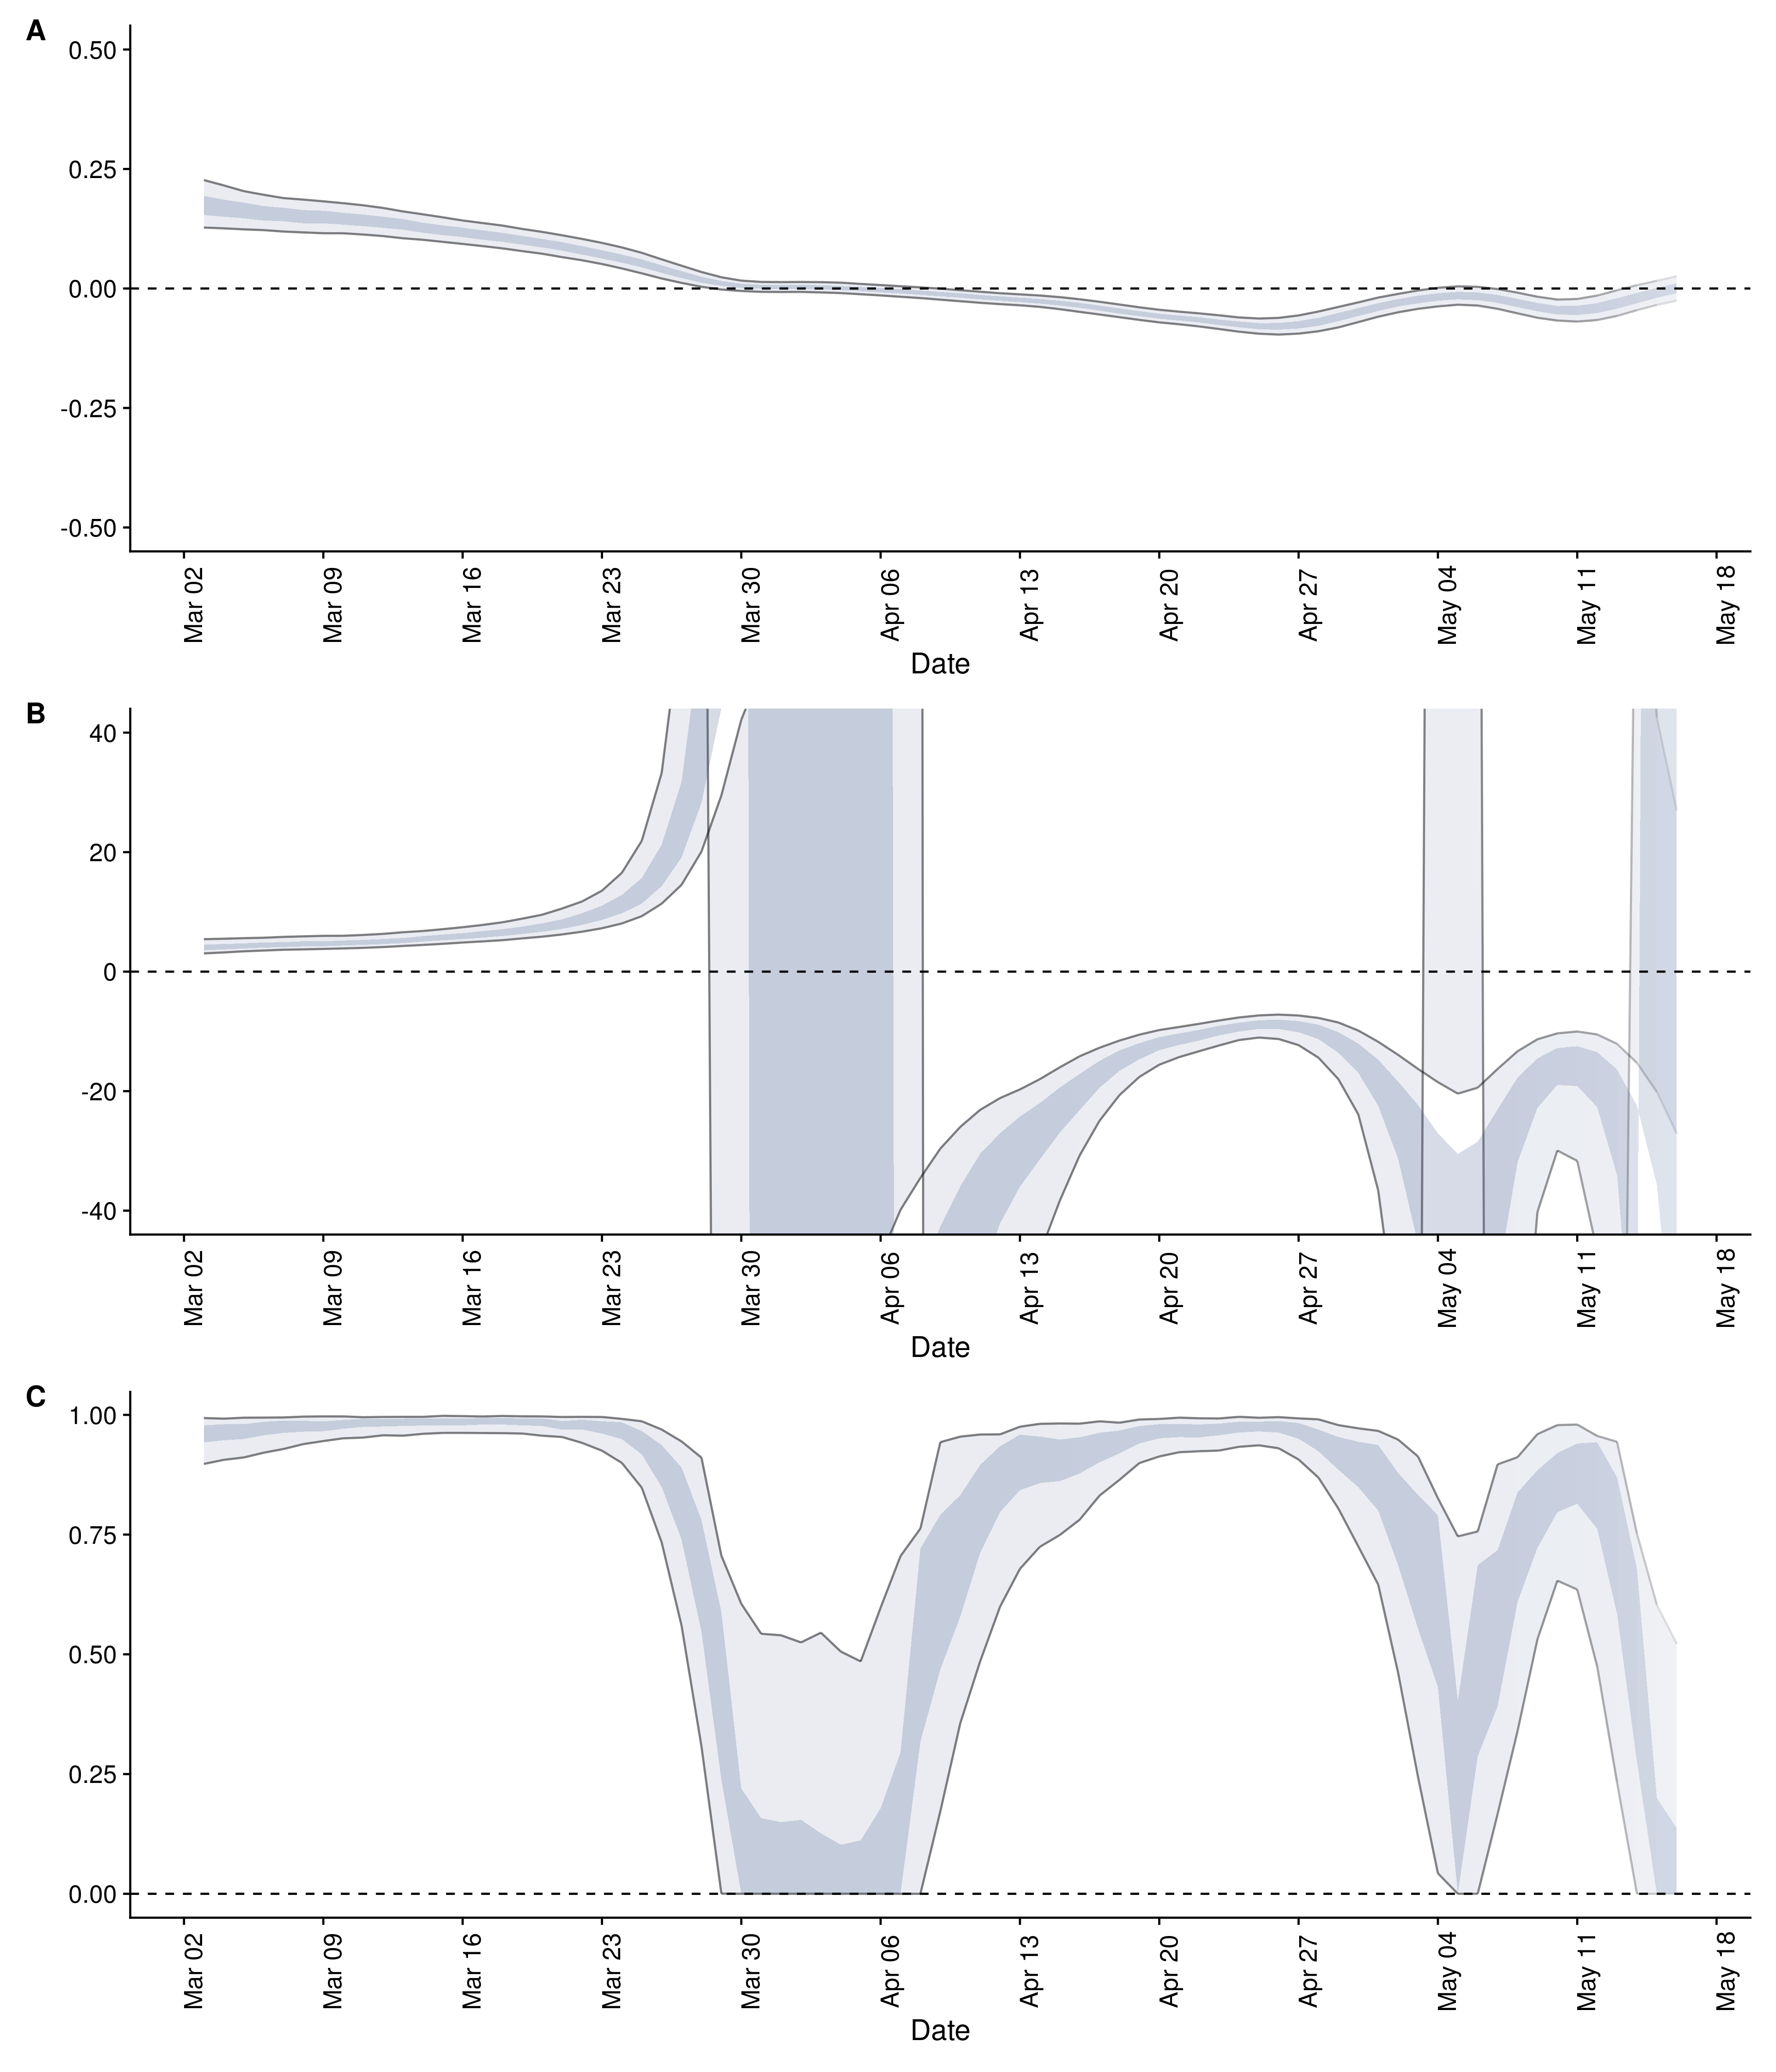 A
0.50
0.25
0.00
-0.25
-0.50
Mar 02
Mar 09
Mar 16
Mar 23
Mar 30
Apr 06
Apr 13
Apr 20
Apr 27
May 04
May 11
May 18
Date
B
40
20
0
-20
-40
Mar 02
Mar 09
Mar 16
Mar 23
Mar 30
Apr 06
Apr 13
Apr 20
Apr 27
May 04
May 11
May 18
Date
C
1.00
0.75
0.50
0.25
0.00
Mar 02
Mar 09
Mar 16
Mar 23
Mar 30
Apr 06
Apr 13
Apr 20
Apr 27
May 04
May 11
May 18
Date